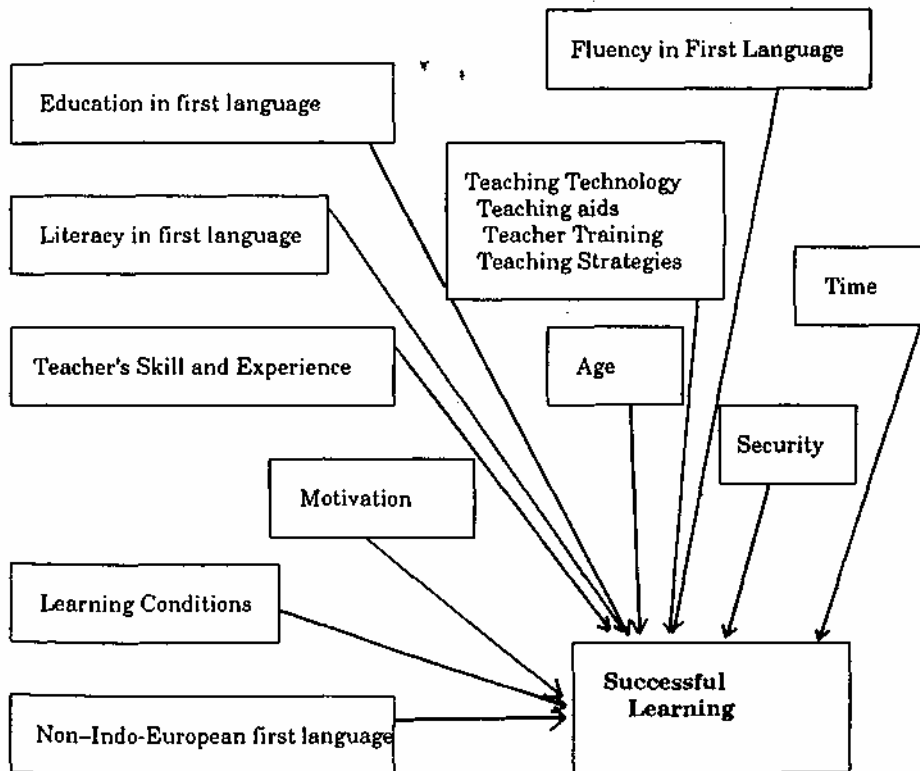 Fluency in First Language
Education in first language
Teaching Technology
Teaching aids
Teacher Training
Teaching Strategies
Literacy in first language
Time
Teacher's Skill and Experience
Age
Security
Motivation
Learning Conditions
Successful
Learning
Non–Indo-European first language